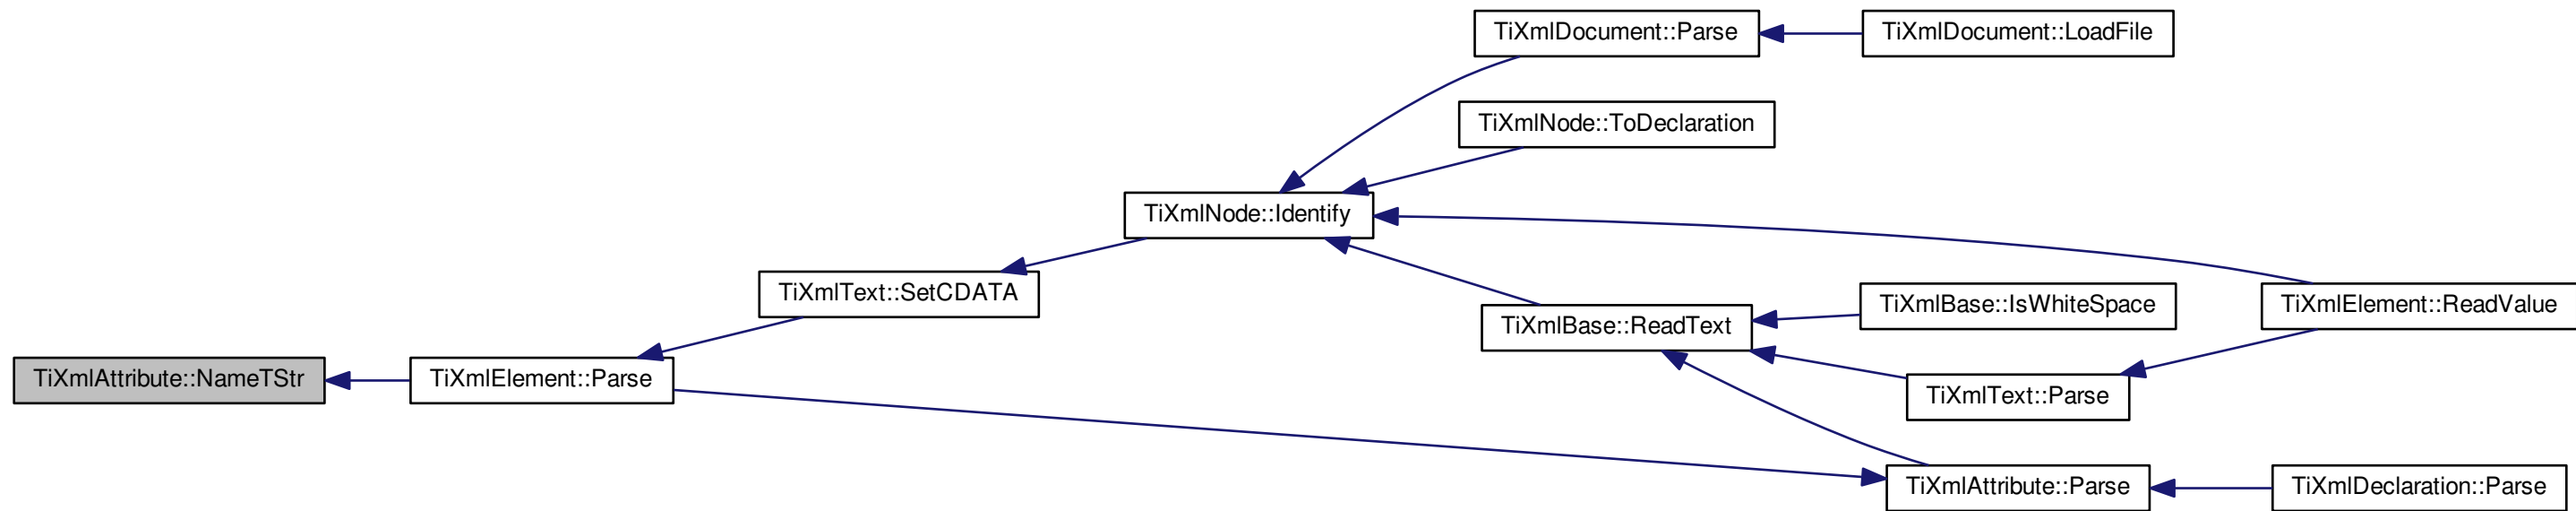 TiXmlDocument::Parse
TiXmlDocument::LoadFile
TiXmlNode::ToDeclaration
TiXmlNode::Identify
TiXmlText::SetCDATA
TiXmlBase::IsWhiteSpace
TiXmlElement::ReadValue
TiXmlBase::ReadText
TiXmlAttribute::NameTStr
TiXmlElement::Parse
TiXmlText::Parse
TiXmlAttribute::Parse
TiXmlDeclaration::Parse